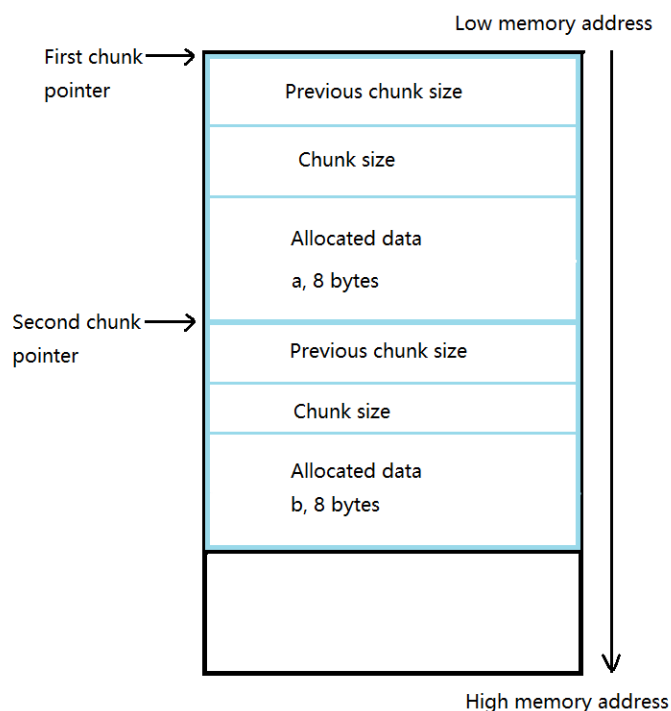 Low memory address
First chunk
pointer
Previous chunk size
Chunk size
Allocated data
a, 8 bytes
Second chunk
pointer
Previous chunk size
Chunk size
Allocated data
b, 8 bytes
High memory address